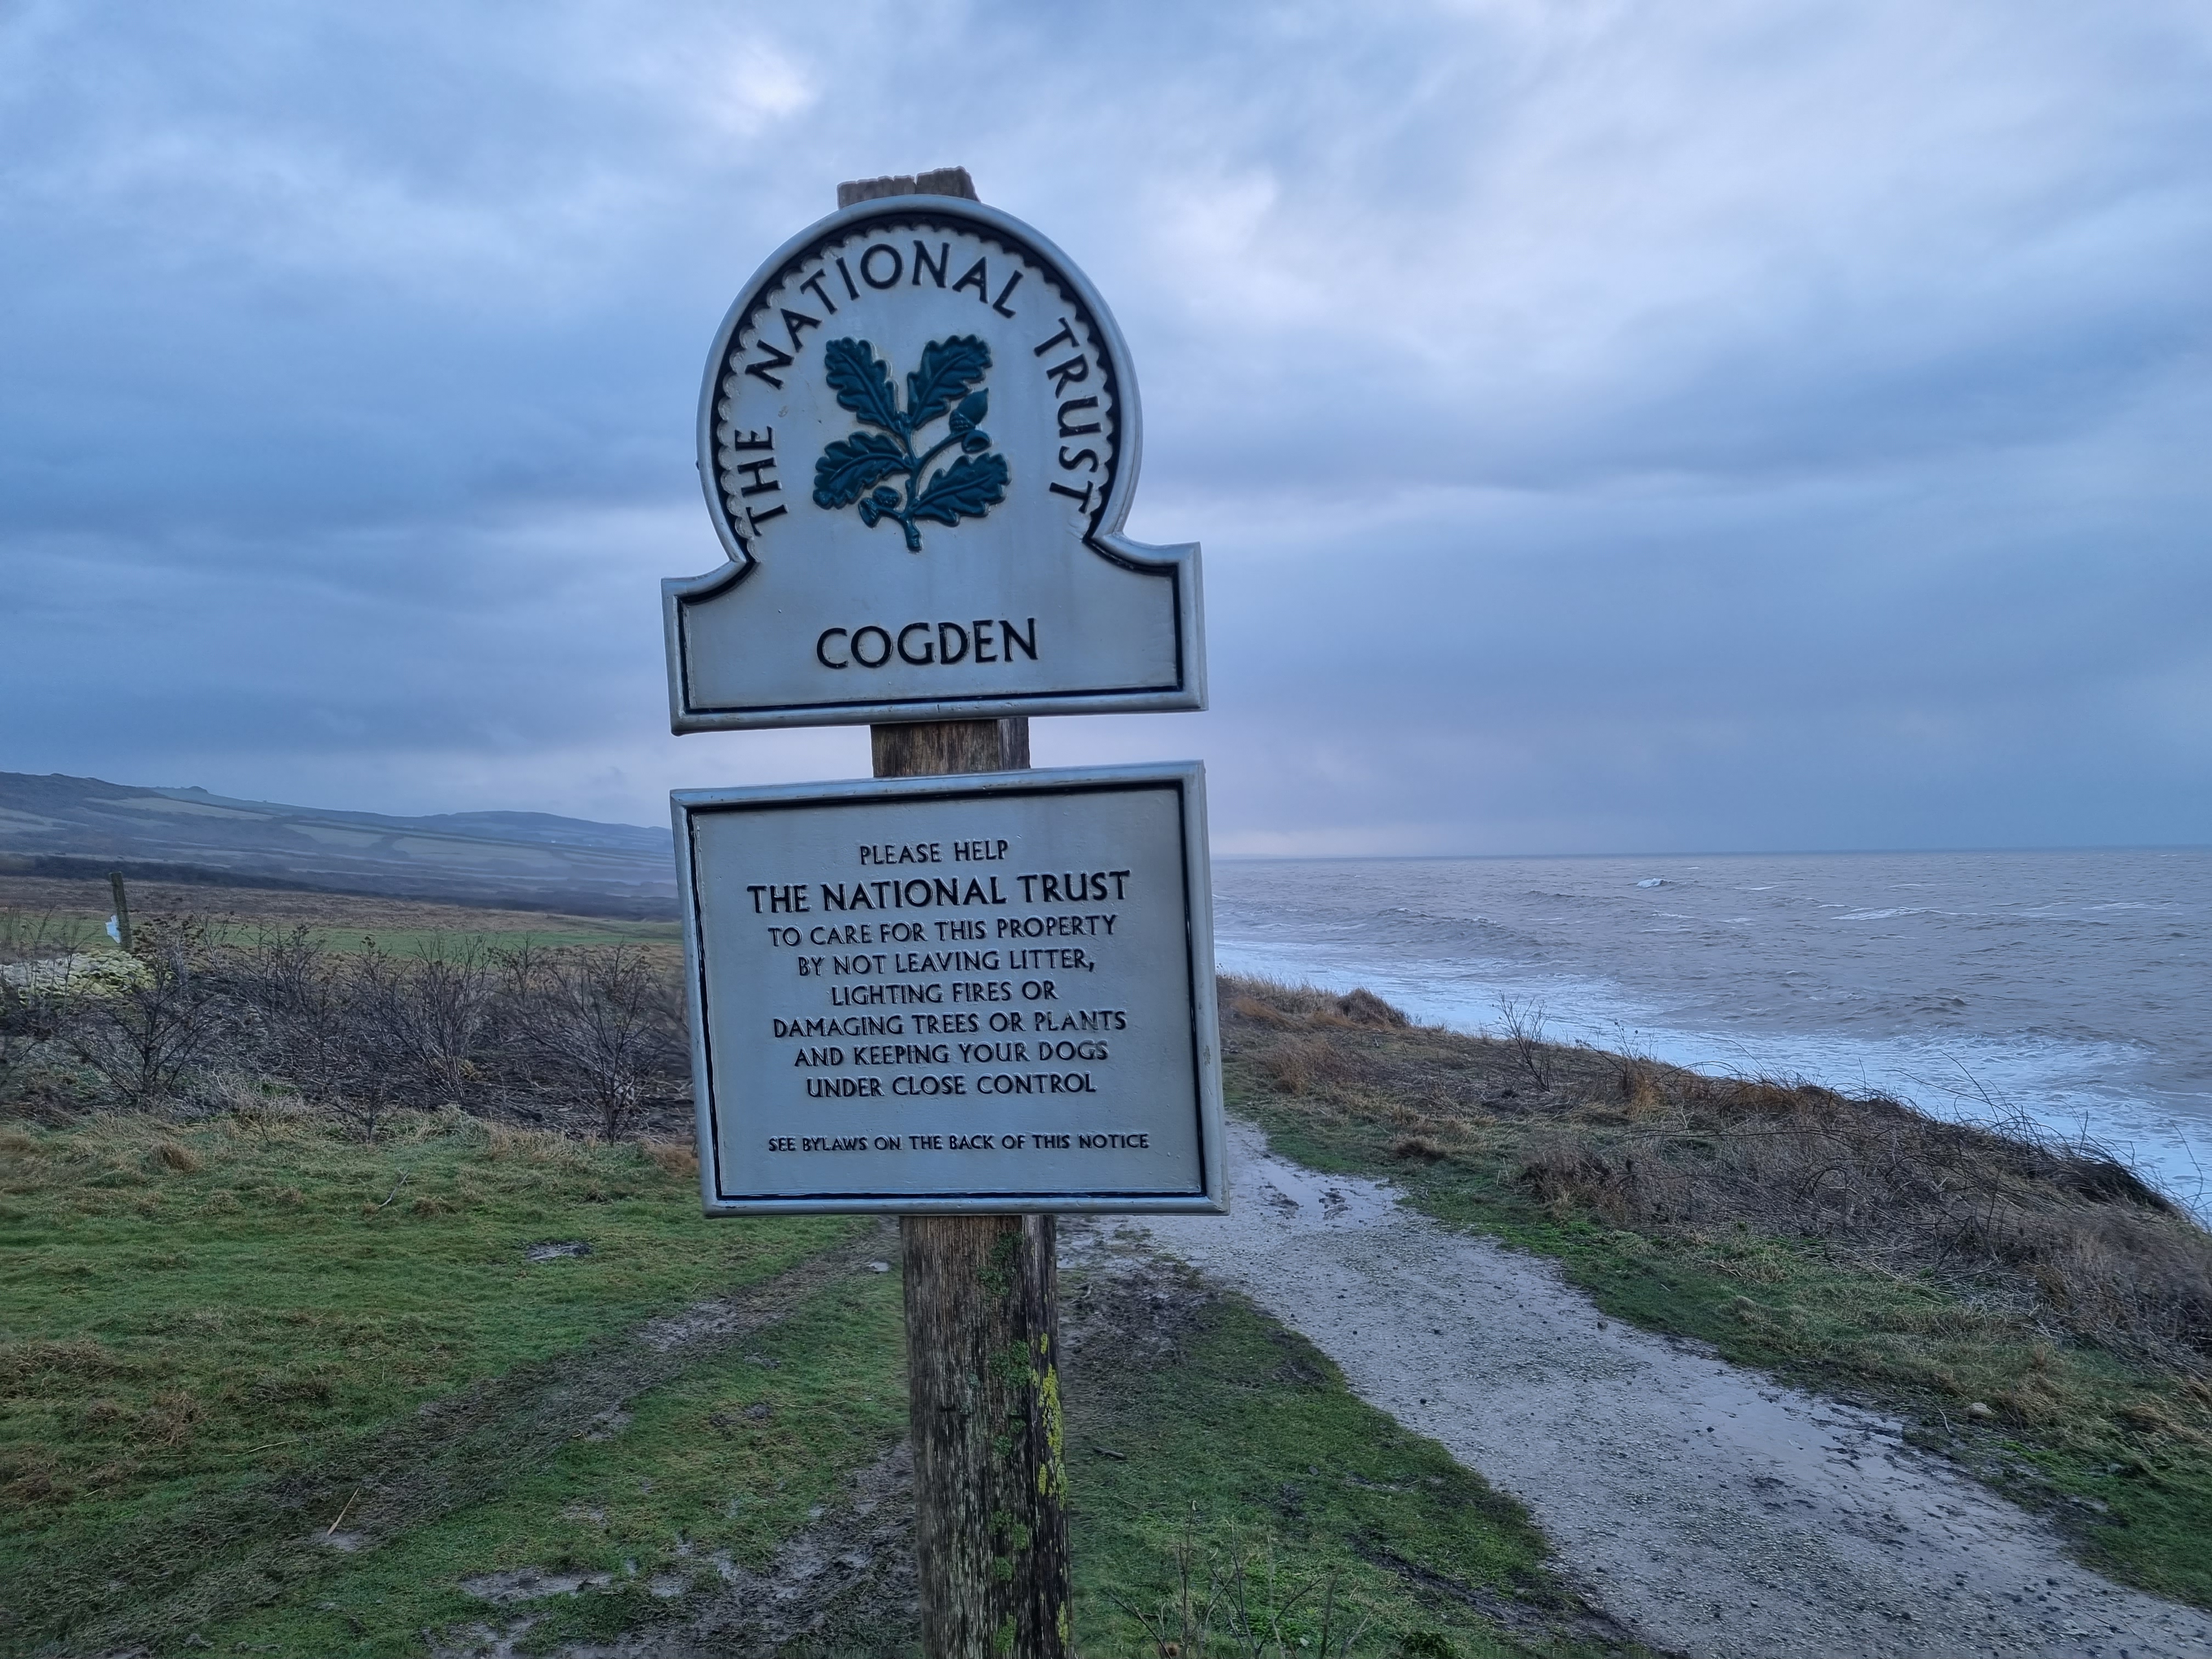 THE NATIONAL TRUST
COGDEN
PLEASE HELP
THE NATIONAL TRUST
TO CARE FOR THIS PROPERTY
BY NOT LEAVING LITTER,
LIGHTING FIRES OR
DAMAGING TREES OR PLANTS
AND KEEPING YOUR DOGS
UNDER CLOSE CONTROL
SEE BYLAWS ON THE BACK OF THIS NOTICE